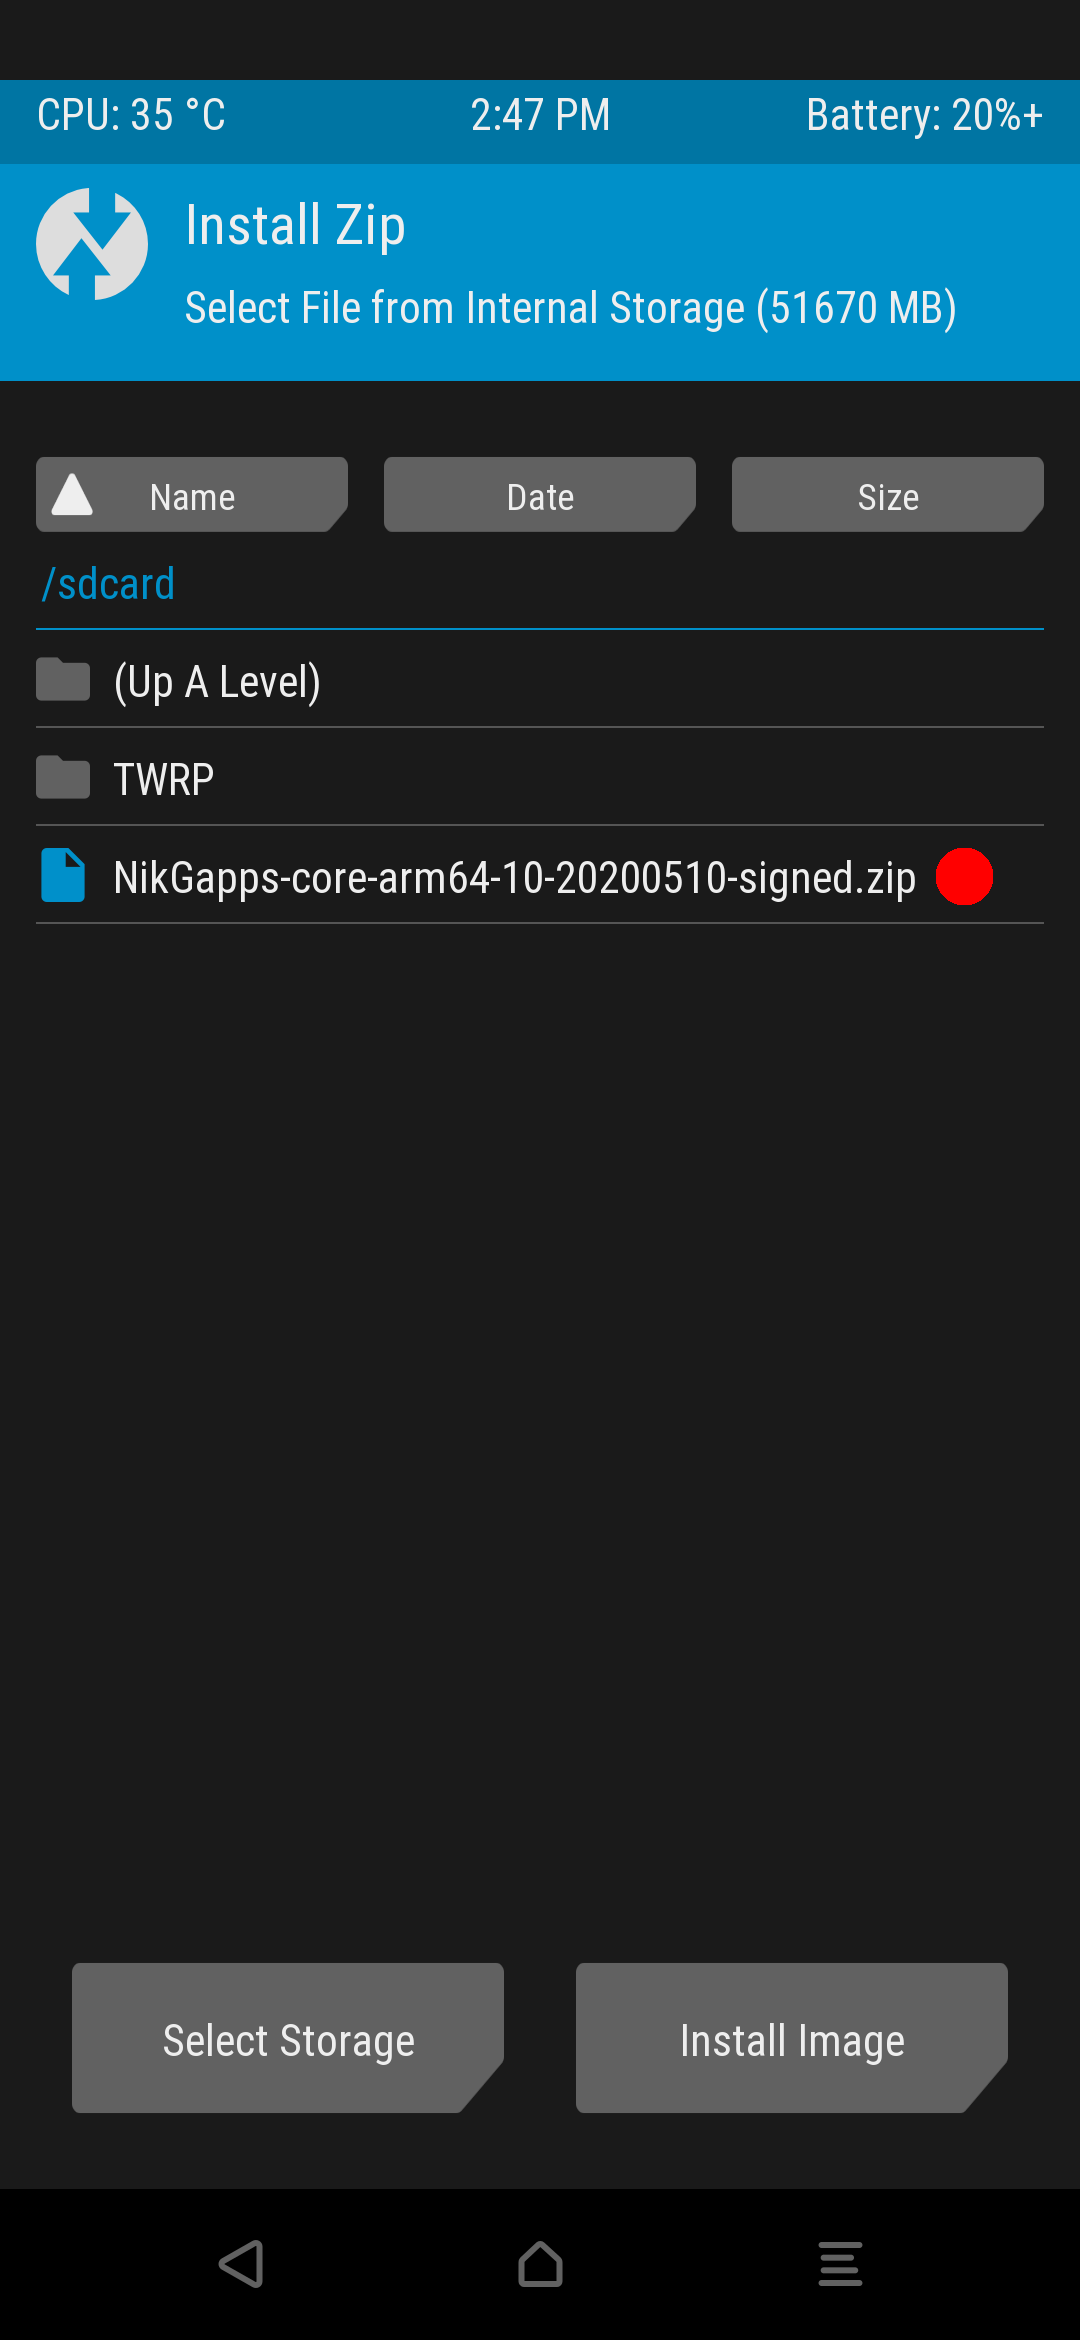 CPU: 35 °C 2:47 PM Battery: 20%+
Install Zip
Select File from Internal Storage (51670 MB)
Name Date Size
/sdcard
(Up A Level)
TWRP
NikGapps-core-arm64-10-20200510-signed.zip
Select Storage Install Image